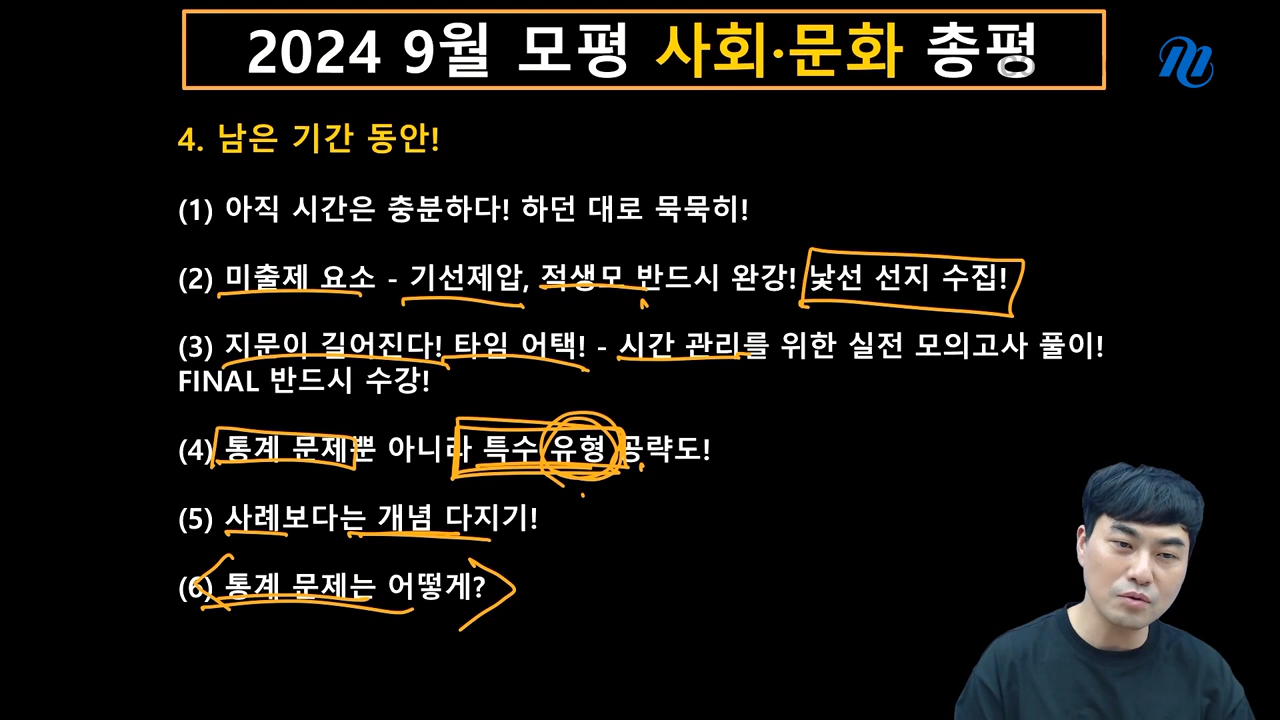 2024 9월 모평 사회·문화 총평
4. 남은 기간 동안!
(1) 아직 시간은 충분하다! 하던 대로 묵묵히!
(2) 미출제 요소 - 기선제압, 적생모 반드시 완강! 낯선 선지 수집!
(3) 지문이 길어진다! 타임 어택! - 시간 관리를 위한 실전 모의고사 풀이!
FINAL 반드시 수강!
(4) 통계 문제뿐 아니라 특수 유형 공략도!
(5) 사례보다는 개념 다지기!
(6) 통계 문제는 어떻게?